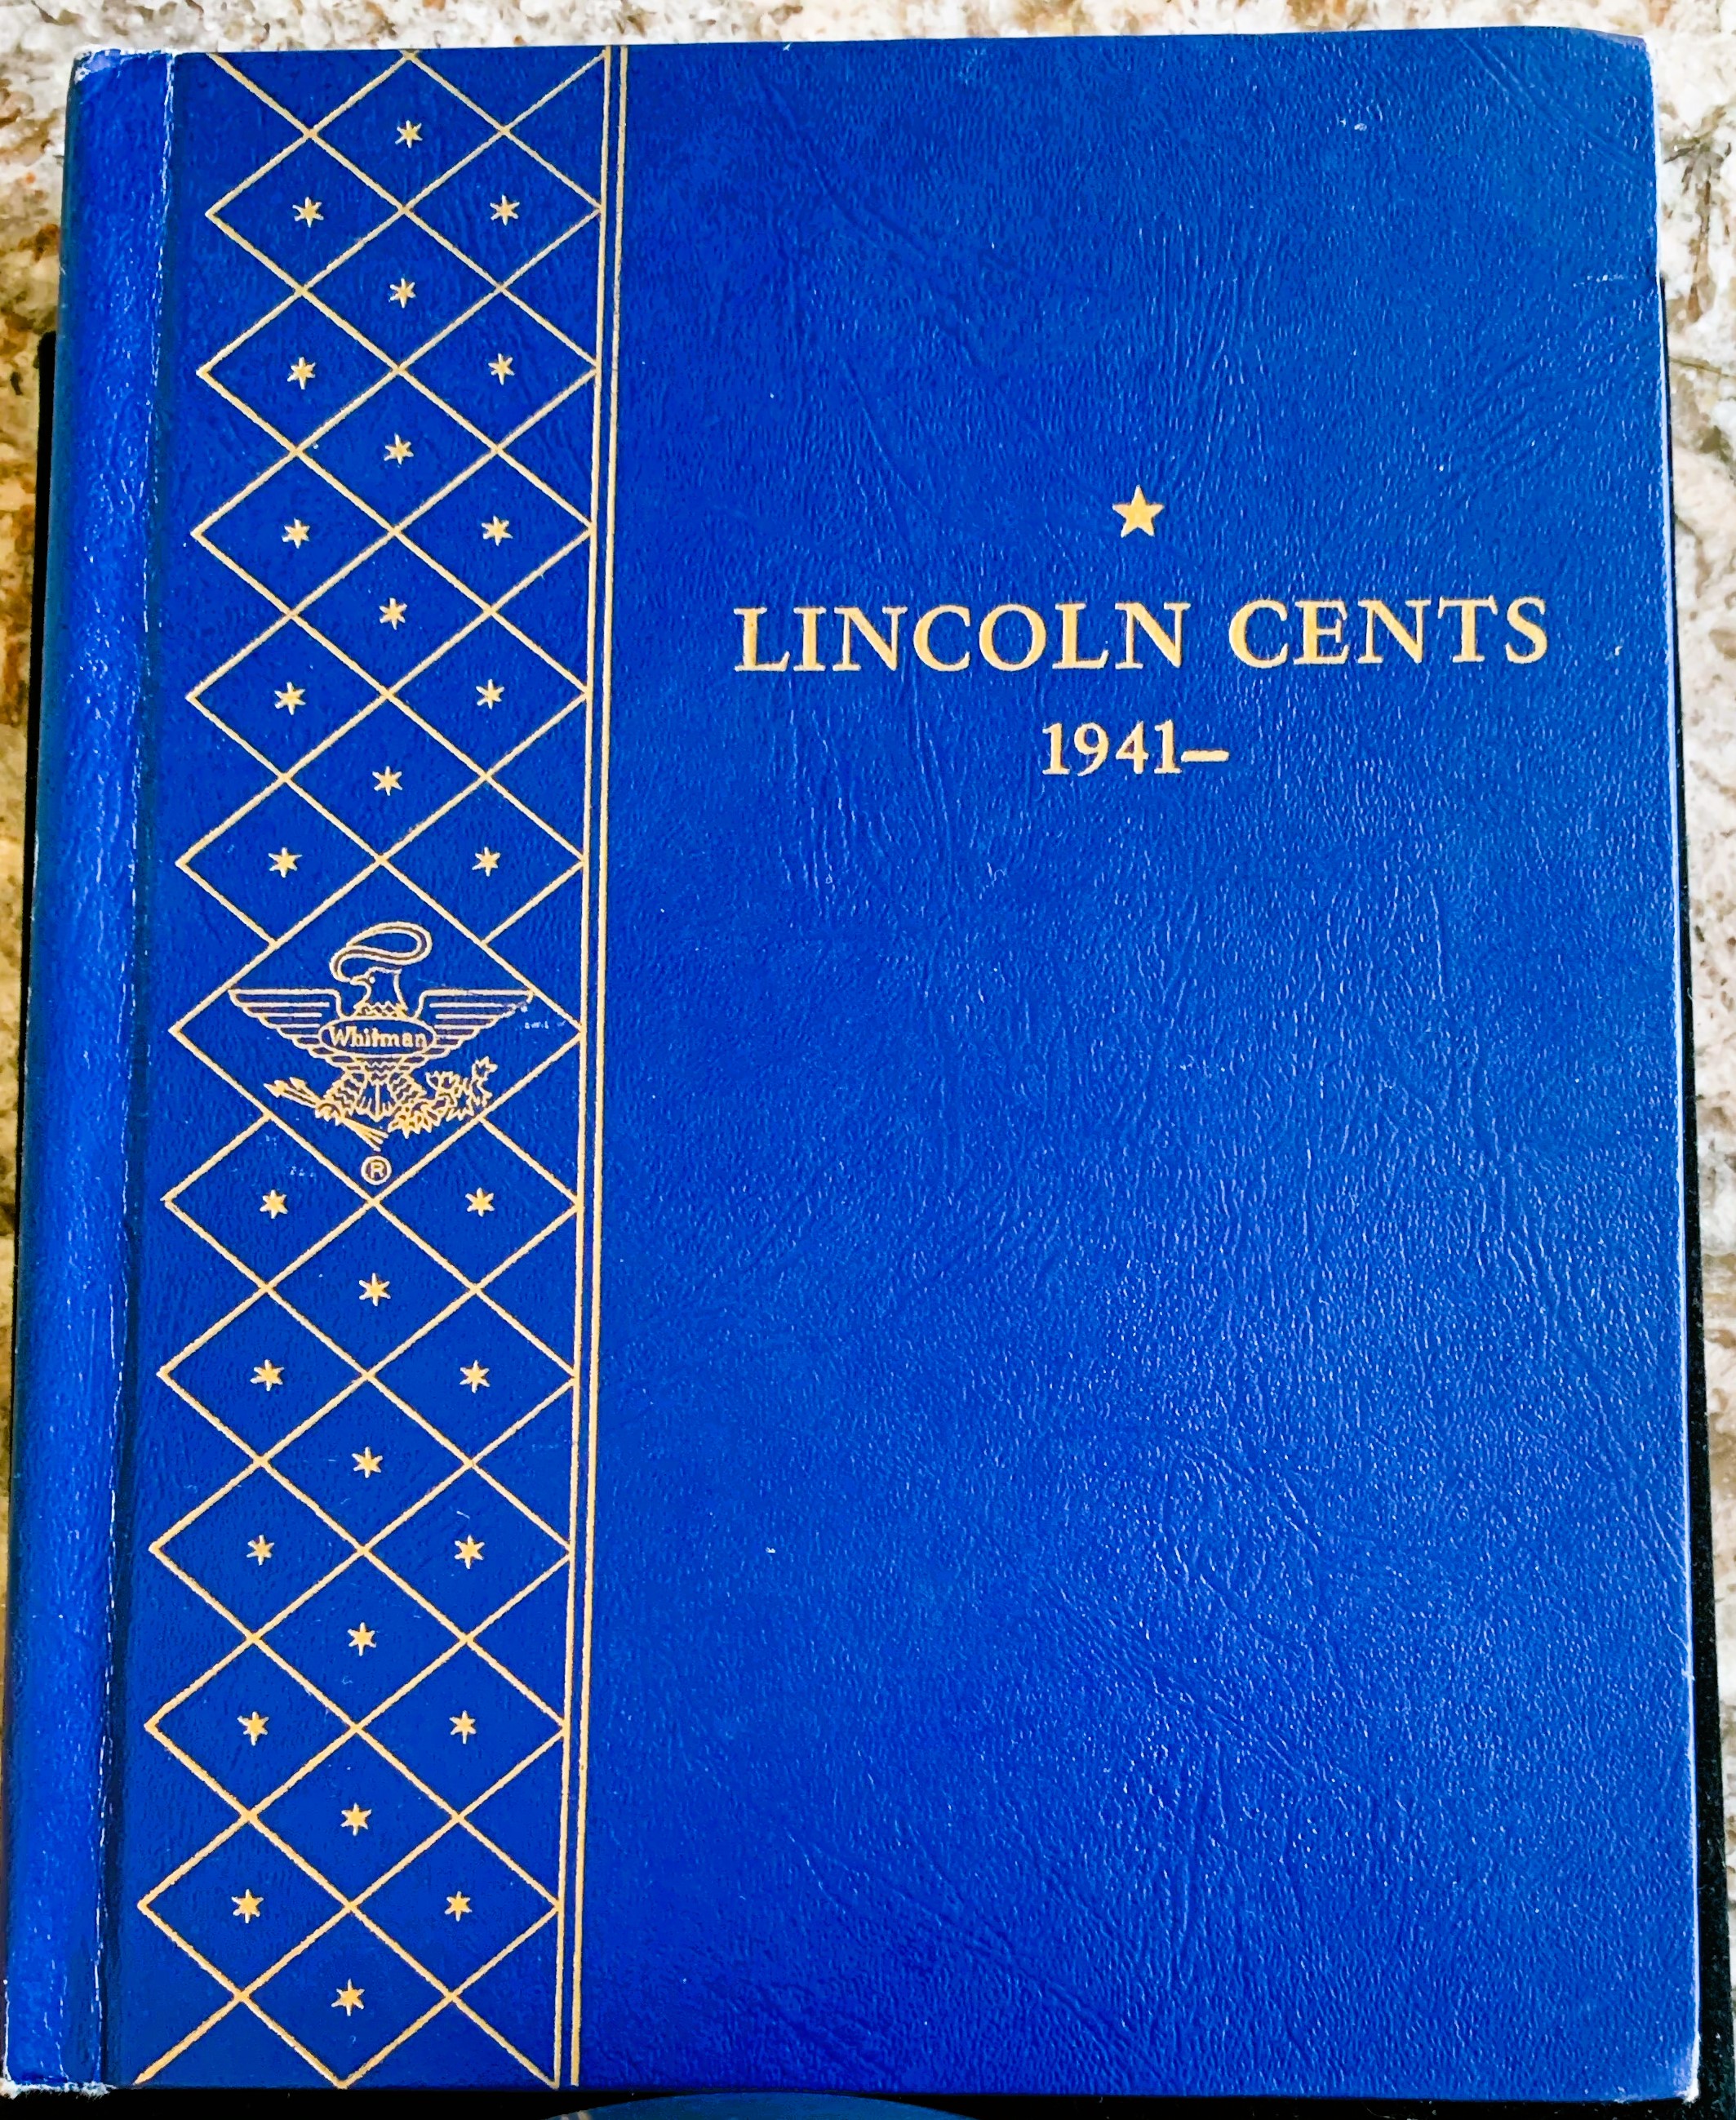 LINCOLN CENTS
1941–
Whitman
®